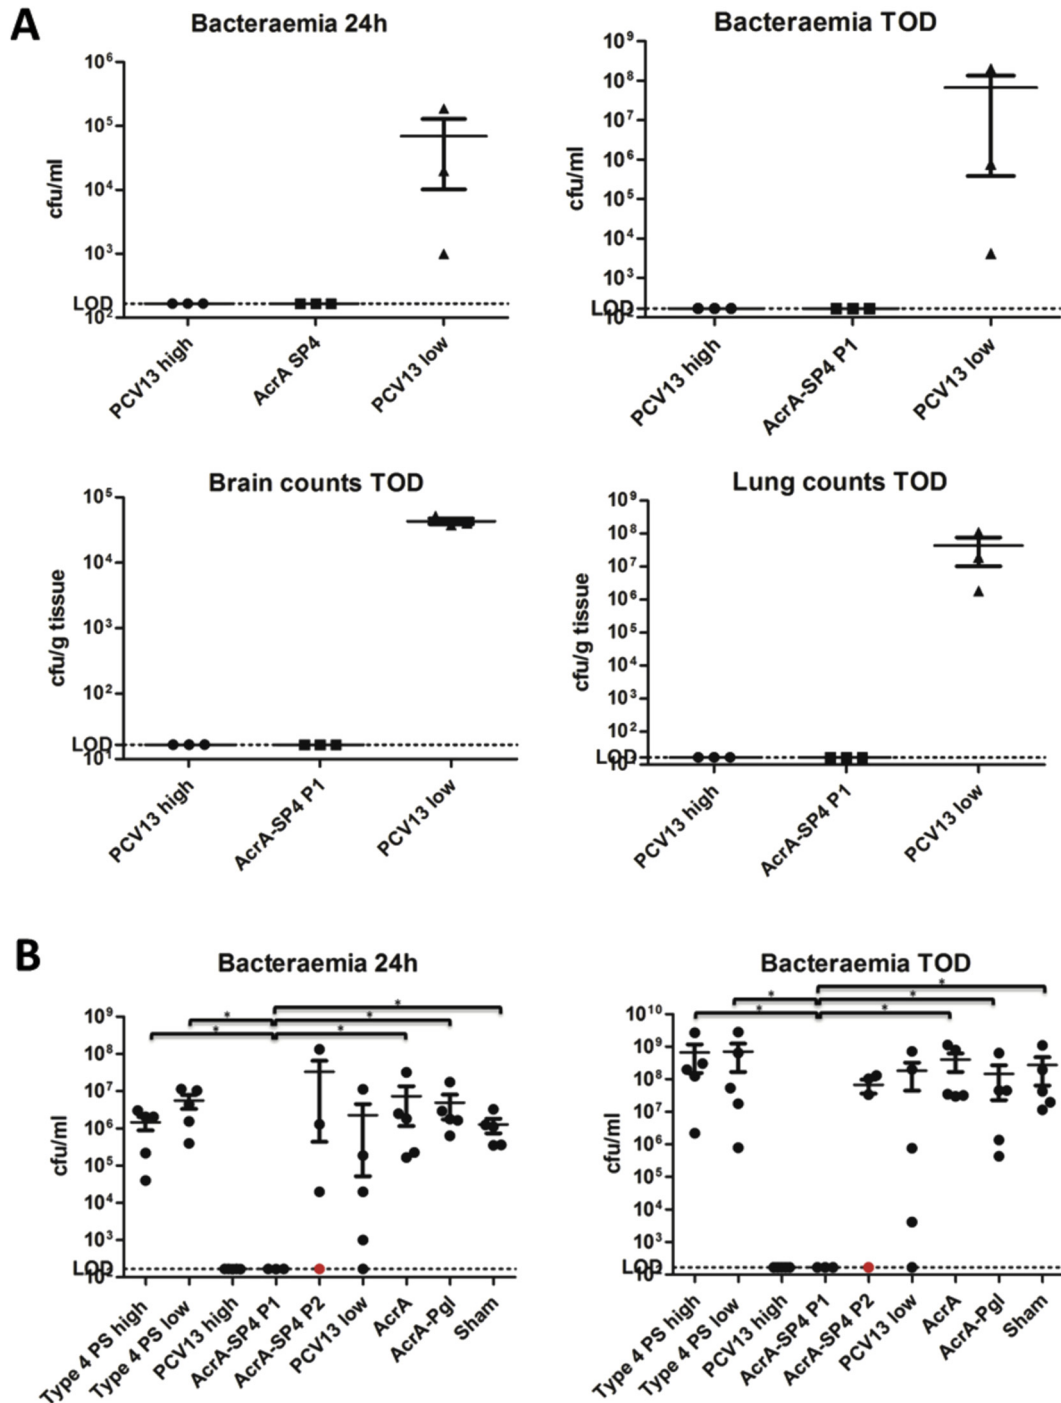 A
Bacteraemia 24h
10⁶
10⁵
10⁴
10³
LOD
10²
cfu/ml
PCV13 high
AcrA SP4
PCV13 low
Bacteraemia TOD
10⁹
10⁸
10⁷
10⁶
10⁵
10⁴
10³
LOD
10²
cfu/ml
PCV13 high
AcrA-SP4 P1
PCV13 low
Brain counts TOD
10⁵
10⁴
10³
10²
LOD
10¹
cfu/g tissue
PCV13 high
AcrA-SP4 P1
PCV13 low
Lung counts TOD
10⁹
10⁸
10⁷
10⁶
10⁵
10⁴
10³
10²
LOD
cfu/g tissue
PCV13 high
AcrA-SP4 P1
PCV13 low
B
Bacteraemia 24h
* * * * *
10⁹
10⁸
10⁷
10⁶
10⁵
10⁴
10³
LOD
10²
cfu/ml
Type 4 PS high
Type 4 PS low
PCV13 high
AcrA-SP4 P1
AcrA-SP4 P2
PCV13 low
AcrA
AcrA-Pgl
Sham
Bacteraemia TOD
* * * * *
10¹⁰
10⁹
10⁸
10⁷
10⁶
10⁵
10⁴
10³
LOD
cfu/ml
Type 4 PS high
Type 4 PS low
PCV13 high
AcrA-SP4 P1
AcrA-SP4 P2
PCV13 low
AcrA
AcrA-Pgl
Sham